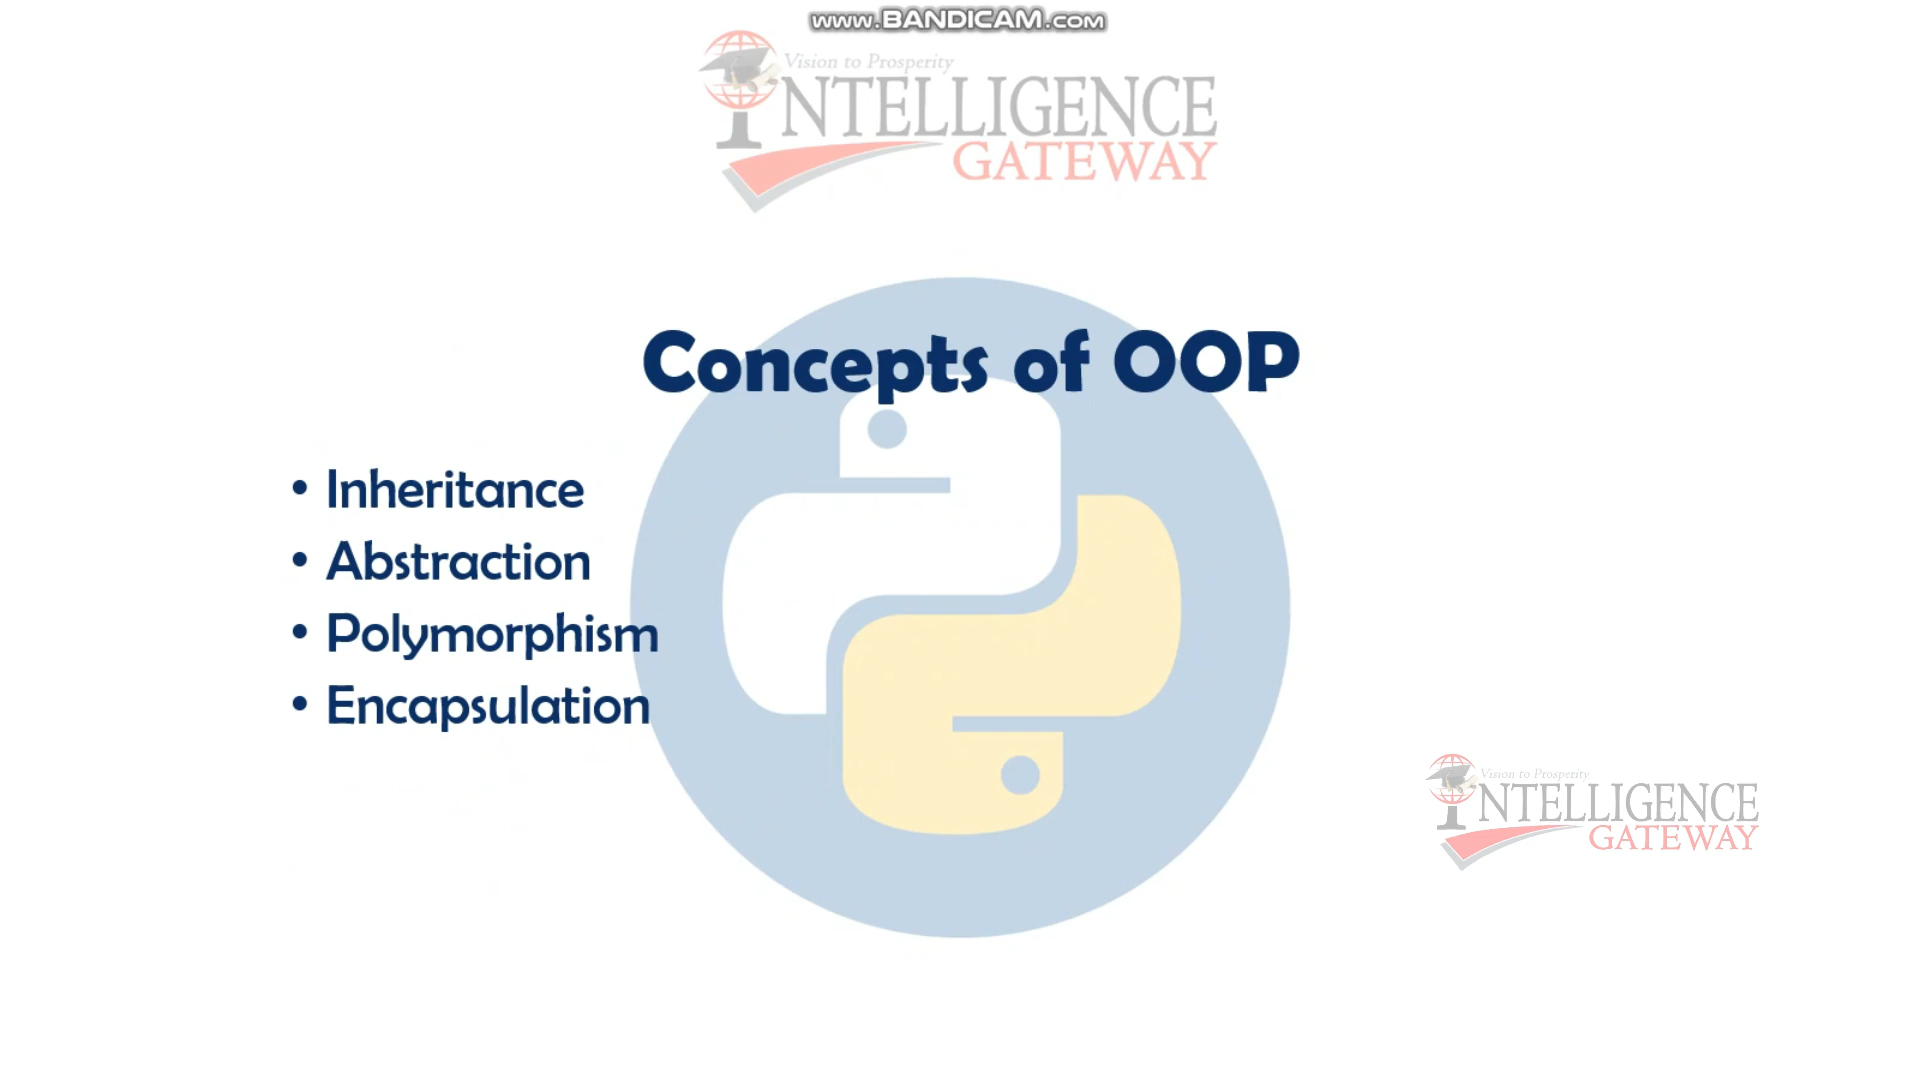 www.BANDICAM.com
Vision to Prosperity
INTELLIGENCE
GATEWAY
Concepts of OOP
• Inheritance
• Abstraction
• Polymorphism
• Encapsulation
Vision to Prosperity
INTELLIGENCE
GATEWAY